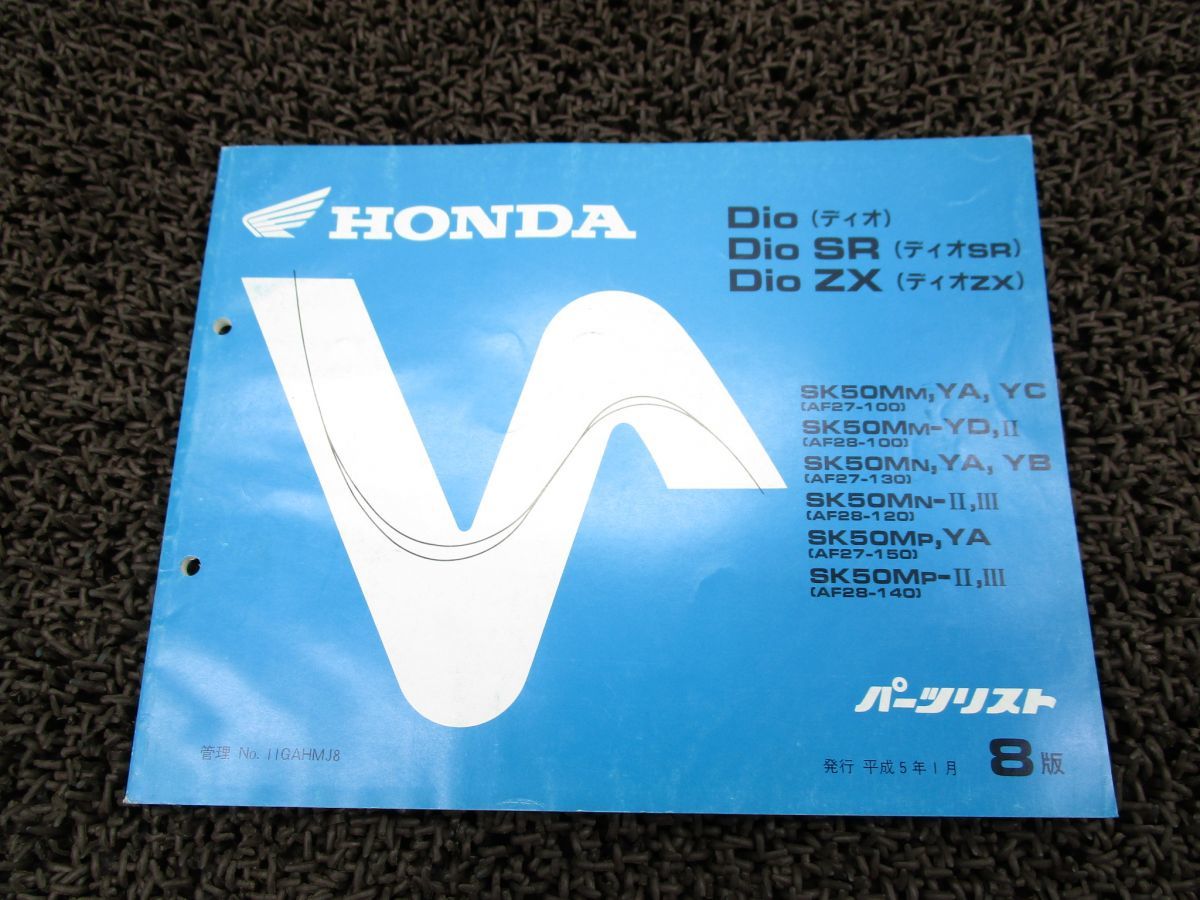 HONDA
Dio (ディオ)
Dio SR (ディオSR)
Dio ZX (ディオZX)
SK50MM,YA, YC
(AF27-100)
SK50MM-YD,II
(AF28-100)
SK50MN,YA, YB
(AF27-130)
SK50MN-II,III
(AF28-120)
SK50MP,YA
(AF27-150)
SK50MP-II,III
(AF28-140)
パーツリスト
管理 No. 11GAHMJ8
発行 平成5年1月 8版